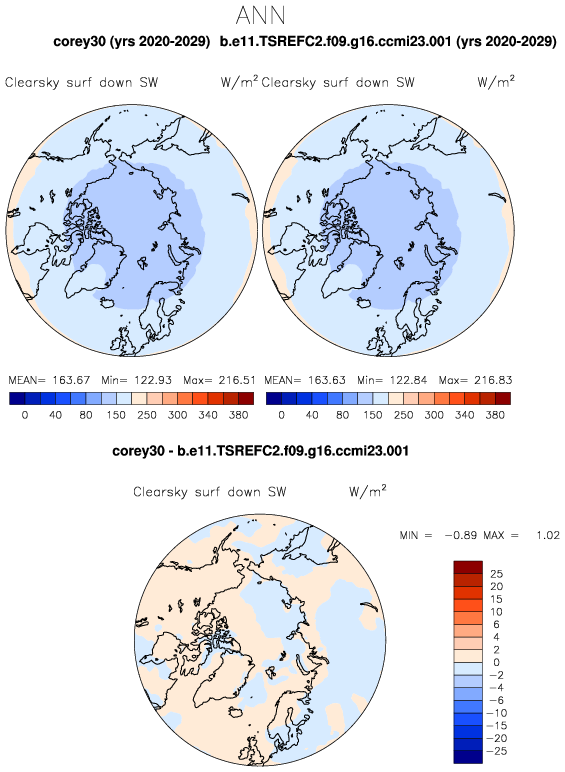 ANN
corey30 (yrs 2020-2029) b.e11.TSREFC2.f09.g16.ccmi23.001 (yrs 2020-2029)
Clearsky surf down SW W/m² Clearsky surf down SW W/m²
MEAN= 163.67 Min= 122.93 Max= 216.51 MEAN= 163.63 Min= 122.84 Max= 216.83
0 40 80 150 250 300 340 380 0 40 80 150 250 300 340 380
corey30 - b.e11.TSREFC2.f09.g16.ccmi23.001
Clearsky surf down SW W/m²
MIN = -0.89 MAX = 1.02
25
20
15
10
6
4
2
0
-2
-4
-6
-10
-15
-20
-25